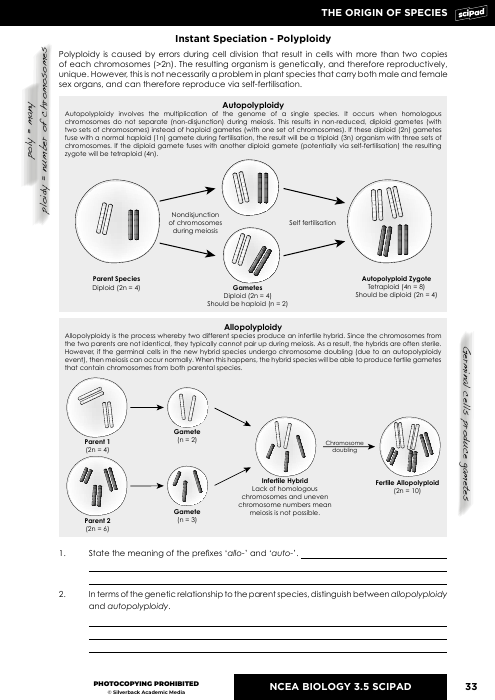 THE ORIGIN OF SPECIES
scipad
Instant Speciation - Polyploidy
Polyploidy is caused by errors during cell division that result in cells with more than two copies
of each chromosomes (>2n). The resulting organism is genetically, and therefore reproductively,
unique. However, this is not necessarily a problem in plant species that carry both male and female
sex organs, and can therefore reproduce via self-fertilisation.
poly = many
ploidy = number of chromosomes
Autopolyploidy
Autopolyploidy involves the multiplication of the genome of a single species. It occurs when homologous
chromosomes do not separate (non-disjunction) during meiosis. This results in non-reduced, diploid gametes (with
two sets of chromosomes) instead of haploid gametes (with one set of chromosomes). If these diploid (2n) gametes
fuse with a normal haploid (1n) gamete during fertilisation, the result will be a triploid (3n) organism with three sets of
chromosomes. If the diploid gamete fuses with another diploid gamete (potentially via self-fertilisation) the resulting
zygote will be tetraploid (4n).
Nondisjunction
of chromosomes
during meiosis
Self fertilisation
Parent Species
Diploid (2n = 4)
Gametes
Diploid (2n = 4)
Should be haploid (n = 2)
Autopolyploid Zygote
Tetraploid (4n = 8)
Should be diploid (2n = 4)
Allopolyploidy
Allopolyploidy is the process whereby two different species produce an infertile hybrid. Since the chromosomes from
the two parents are not identical, they typically cannot pair up during meiosis. As a result, the hybrids are often sterile.
However, if the germinal cells in the new hybrid species undergo chromosome doubling (due to an autopolyploidy
event), then meiosis can occur normally. When this happens, the hybrid species will be able to produce fertile gametes
that contain chromosomes from both parental species.
Germinal cells produce gametes
Parent 1
(2n = 4)
Gamete
(n = 2)
Parent 2
(2n = 6)
Gamete
(n = 3)
Infertile Hybrid
Lack of homologous
chromosomes and uneven
chromosome numbers mean
meiosis is not possible.
Chromosome
doubling
Fertile Allopolyploid
(2n = 10)
1. State the meaning of the prefixes ‘allo-’ and ‘auto-’.
2. In terms of the genetic relationship to the parent species, distinguish between allopolyploidy
and autopolyploidy.
PHOTOCOPYING PROHIBITED
© Silverback Academic Media
NCEA BIOLOGY 3.5 SCIPAD
33